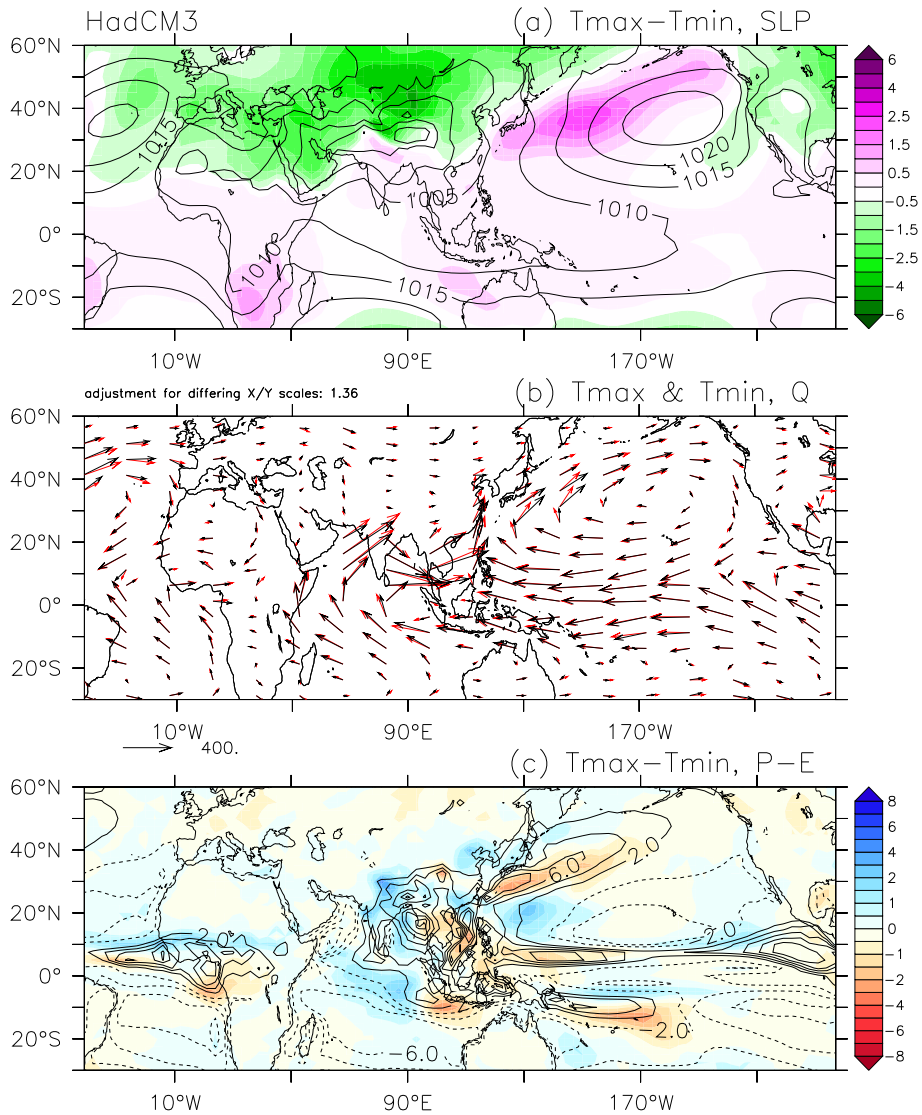 HadCM3
(a) Tmax-Tmin, SLP
60°N
40°N
20°N
0°
20°S
1015
1015
1020
1015
1010
1005
1010
1015
6
4
2.5
1.5
0.5
-0.5
-1.5
-2.5
-4
-6
10°W
90°E
170°W
adjustment for differing X/Y scales: 1.36
(b) Tmax & Tmin, Q
60°N
40°N
20°N
0°
20°S
10°W
90°E
170°W
400.
(c) Tmax-Tmin, P-E
60°N
40°N
20°N
0°
20°S
2.0
6.0
2.0
2.0
2.0
-6.0
8
6
4
2
1
0
-1
-2
-4
-6
-8
10°W
90°E
170°W